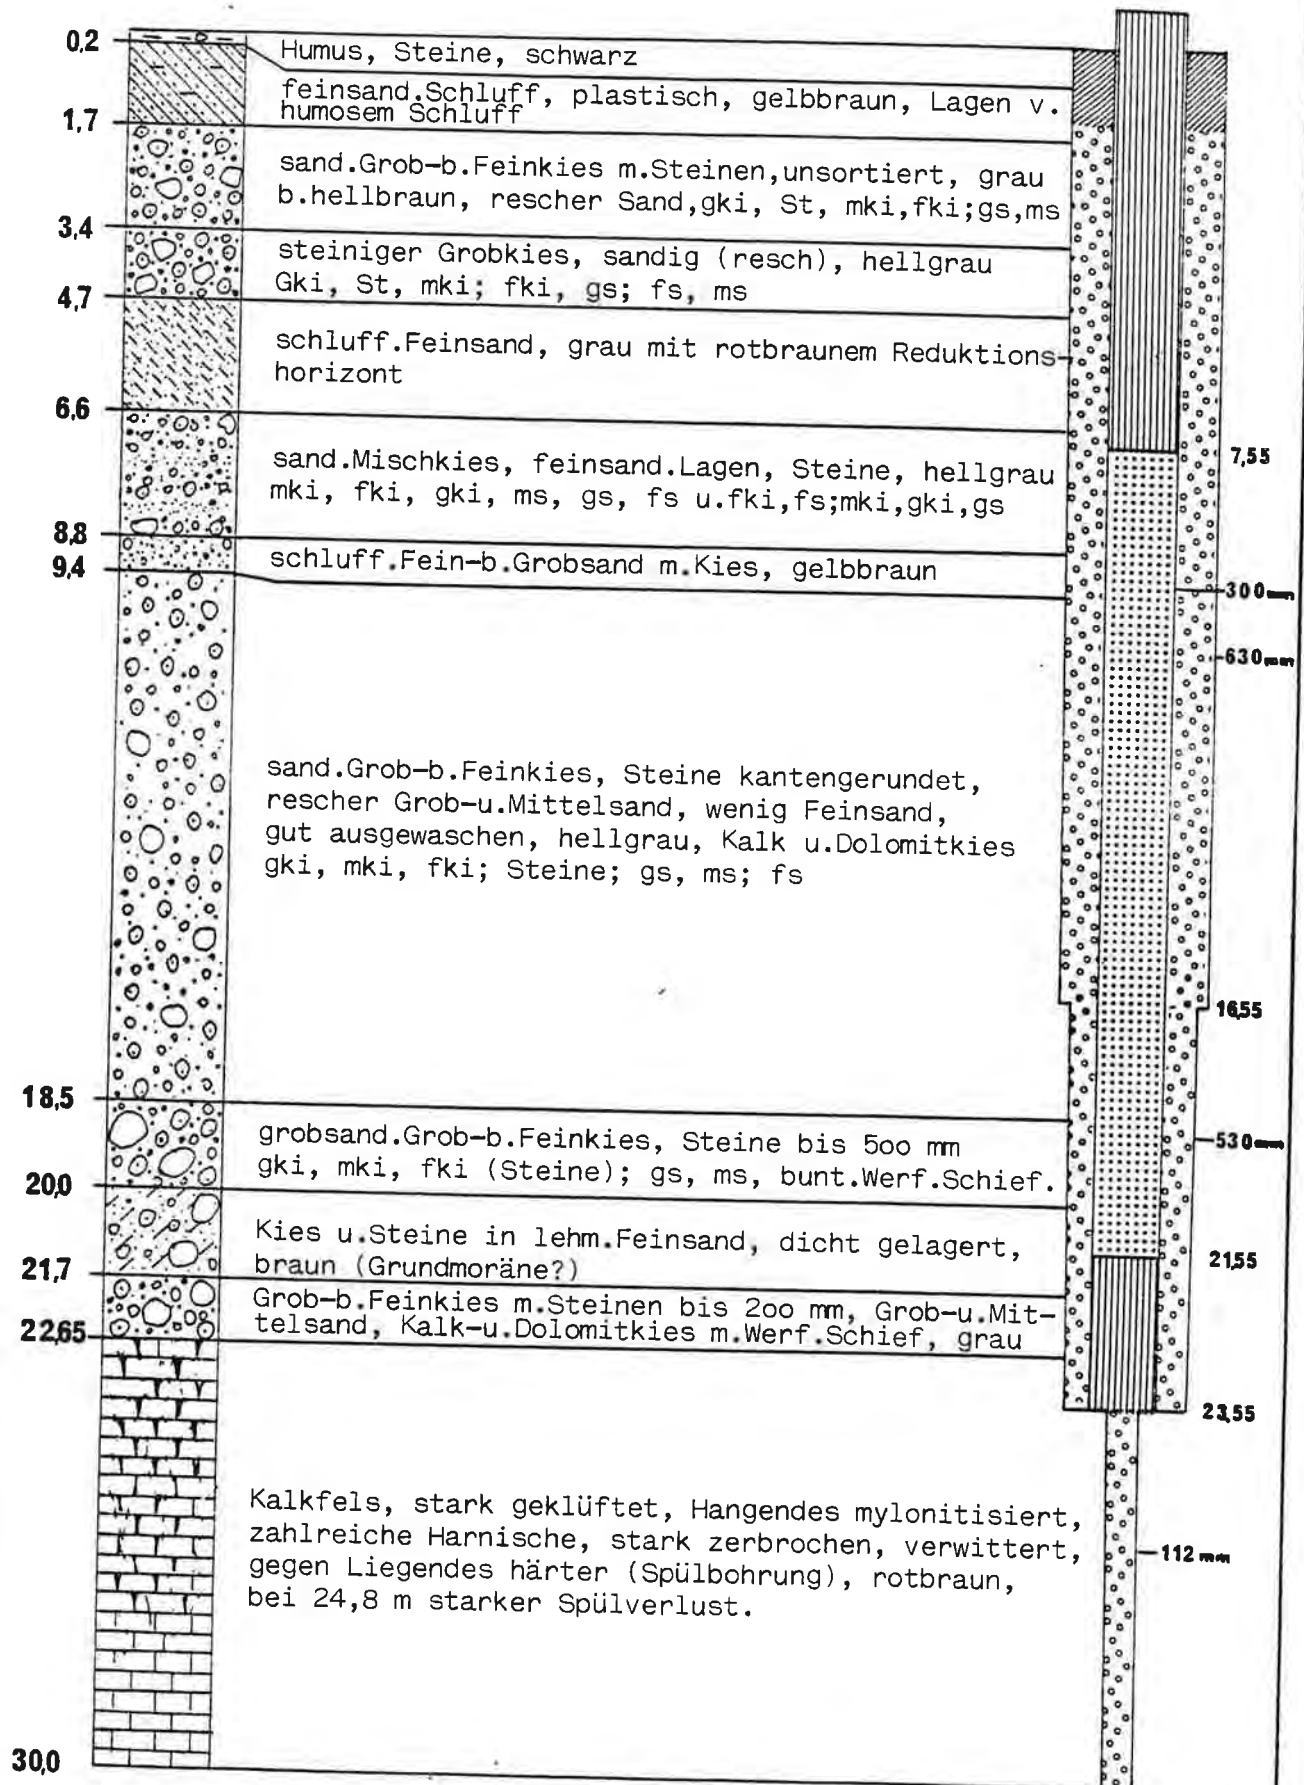 0,2
Humus, Steine, schwarz
feinsand.Schluff, plastisch, gelbbraun, Lagen v.
humosem Schluff
1,7
sand.Grob-b.Feinkies m.Steinen,unsortiert, grau
b.hellbraun, rescher Sand,gki, St, mki,fki;gs,ms
3,4
steiniger Grobkies, sandig (resch), hellgrau
Gki, St, mki; fki, gs; fs, ms
4,7
schluff.Feinsand, grau mit rotbraunem Reduktions-
horizont
6,6
7,55
sand.Mischkies, feinsand.Lagen, Steine, hellgrau
mki, fki, gki, ms, gs, fs u.fki,fs;mki,gki,gs
8,8
schluff.Fein-b.Grobsand m.Kies, gelbbraun
9,4
300mm
630mm
sand.Grob-b.Feinkies, Steine kantengerundet,
rescher Grob-u.Mittelsand, wenig Feinsand,
gut ausgewaschen, hellgrau, Kalk u.Dolomitkies
gki, mki, fki; Steine; gs, ms; fs
16,55
18,5
grobsand.Grob-b.Feinkies, Steine bis 5oo mm
gki, mki, fki (Steine); gs, ms, bunt.Werf.Schief.
530mm
20,0
Kies u.Steine in lehm.Feinsand, dicht gelagert,
braun (Grundmoräne?)
21,55
21,7
Grob-b.Feinkies m.Steinen bis 2oo mm, Grob-u.Mit-
telsand, Kalk-u.Dolomitkies m.Werf.Schief, grau
22,65
23,55
Kalkfels, stark geklüftet, Hangendes mylonitisiert,
zahlreiche Harnische, stark zerbrochen, verwittert,
gegen Liegendes härter (Spülbohrung), rotbraun,
bei 24,8 m starker Spülverlust.
112mm
30,0